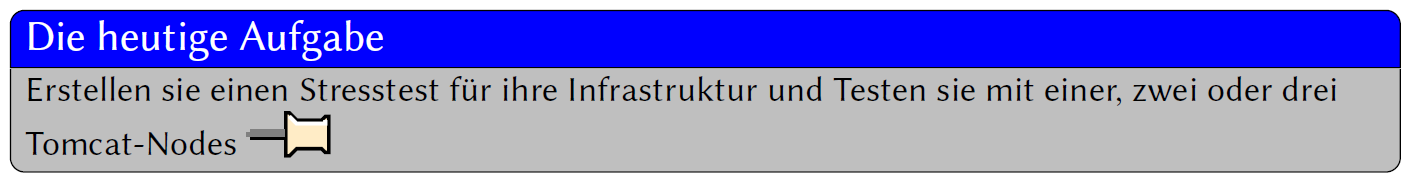 Die heutige Aufgabe
Erstellen sie einen Stresstest für ihre Infrastruktur und Testen sie mit einer, zwei oder drei
Tomcat-Nodes